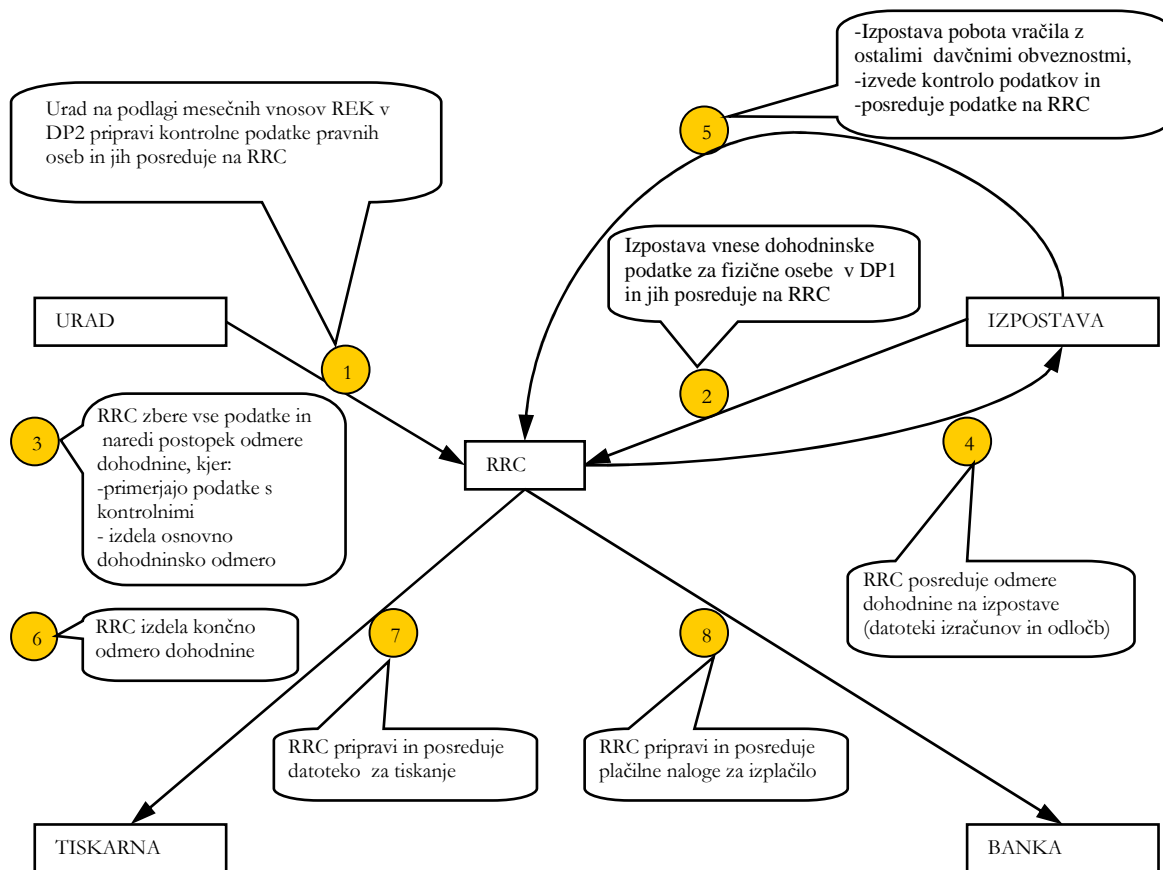 -Izpostava pobota vračila z
ostalimi davčnimi obveznostmi,
-izvede kontrolo podatkov in
-posreduje podatke na RRC
5
Urad na podlagi mesečnih vnosov REK v
DP2 pripravi kontrolne podatke pravnih
oseb in jih posreduje na RRC
Izpostava vnese dohodninske
podatke za fizične osebe v DP1
in jih posreduje na RRC
URAD
IZPOSTAVA
1
2
3
RRC zbere vse podatke in
naredi postopek odmere
dohodnine, kjer:
-primerjajo podatke s
kontrolnimi
- izdela osnovno
dohodninsko odmero
RRC
4
RRC posreduje odmere
dohodnine na izpostave
(datoteki izračunov in odločb)
6
RRC izdela končno
odmero dohodnine
7
8
RRC pripravi in posreduje
datoteko za tiskanje
RRC pripravi in posreduje
plačilne naloge za izplačilo
TISKARNA
BANKA